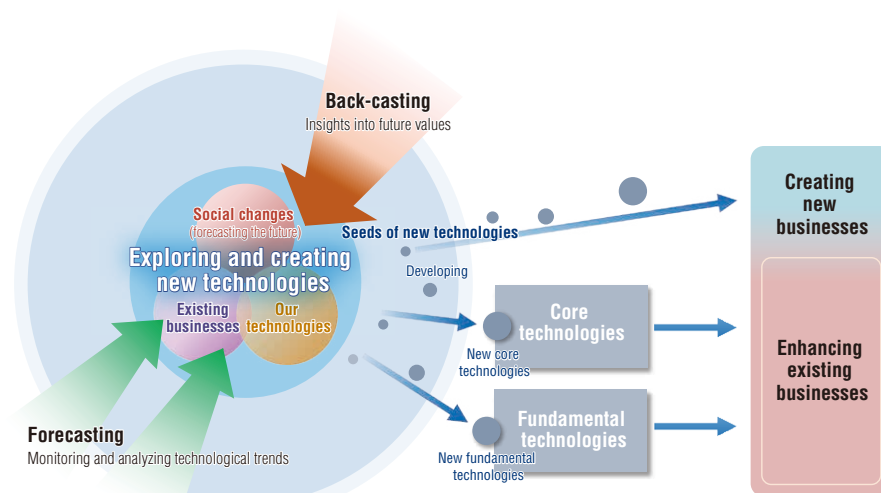 Back-casting
Insights into future values
Social changes
(forecasting the future)
Exploring and creating
new technologies
Existing
businesses
Our
technologies
Forecasting
Monitoring and analyzing technological trends
Seeds of new technologies
Developing
Core
technologies
New core
technologies
Fundamental
technologies
New fundamental
technologies
Creating
new
businesses
Enhancing
existing
businesses